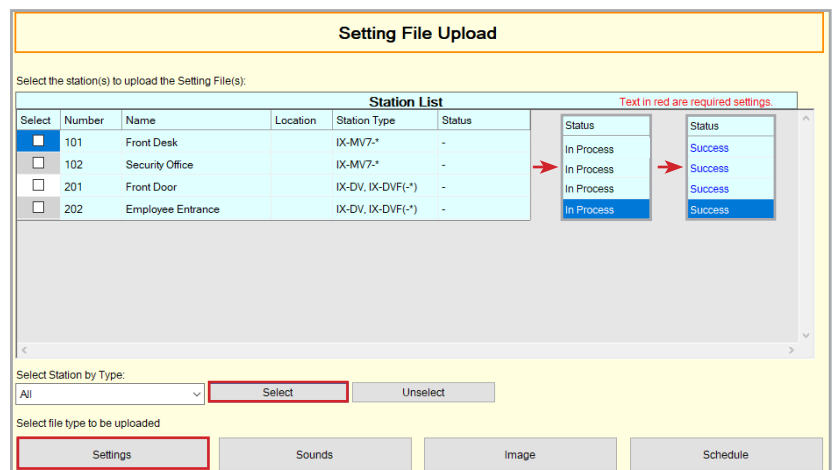 Setting File Upload
Select the station(s) to upload the Setting File(s):
Station List
Text in red are required settings.
Select Number Name Location Station Type Status
101 Front Desk IX-MV7-* -
102 Security Office IX-MV7-* -
201 Front Door IX-DV, IX-DVF(-*) -
202 Employee Entrance IX-DV, IX-DVF(-*) -
Status
In Process
In Process
In Process
In Process
Status
Success
Success
Success
Success
Select Station by Type:
All Select Unselect
Select file type to be uploaded
Settings Sounds Image Schedule